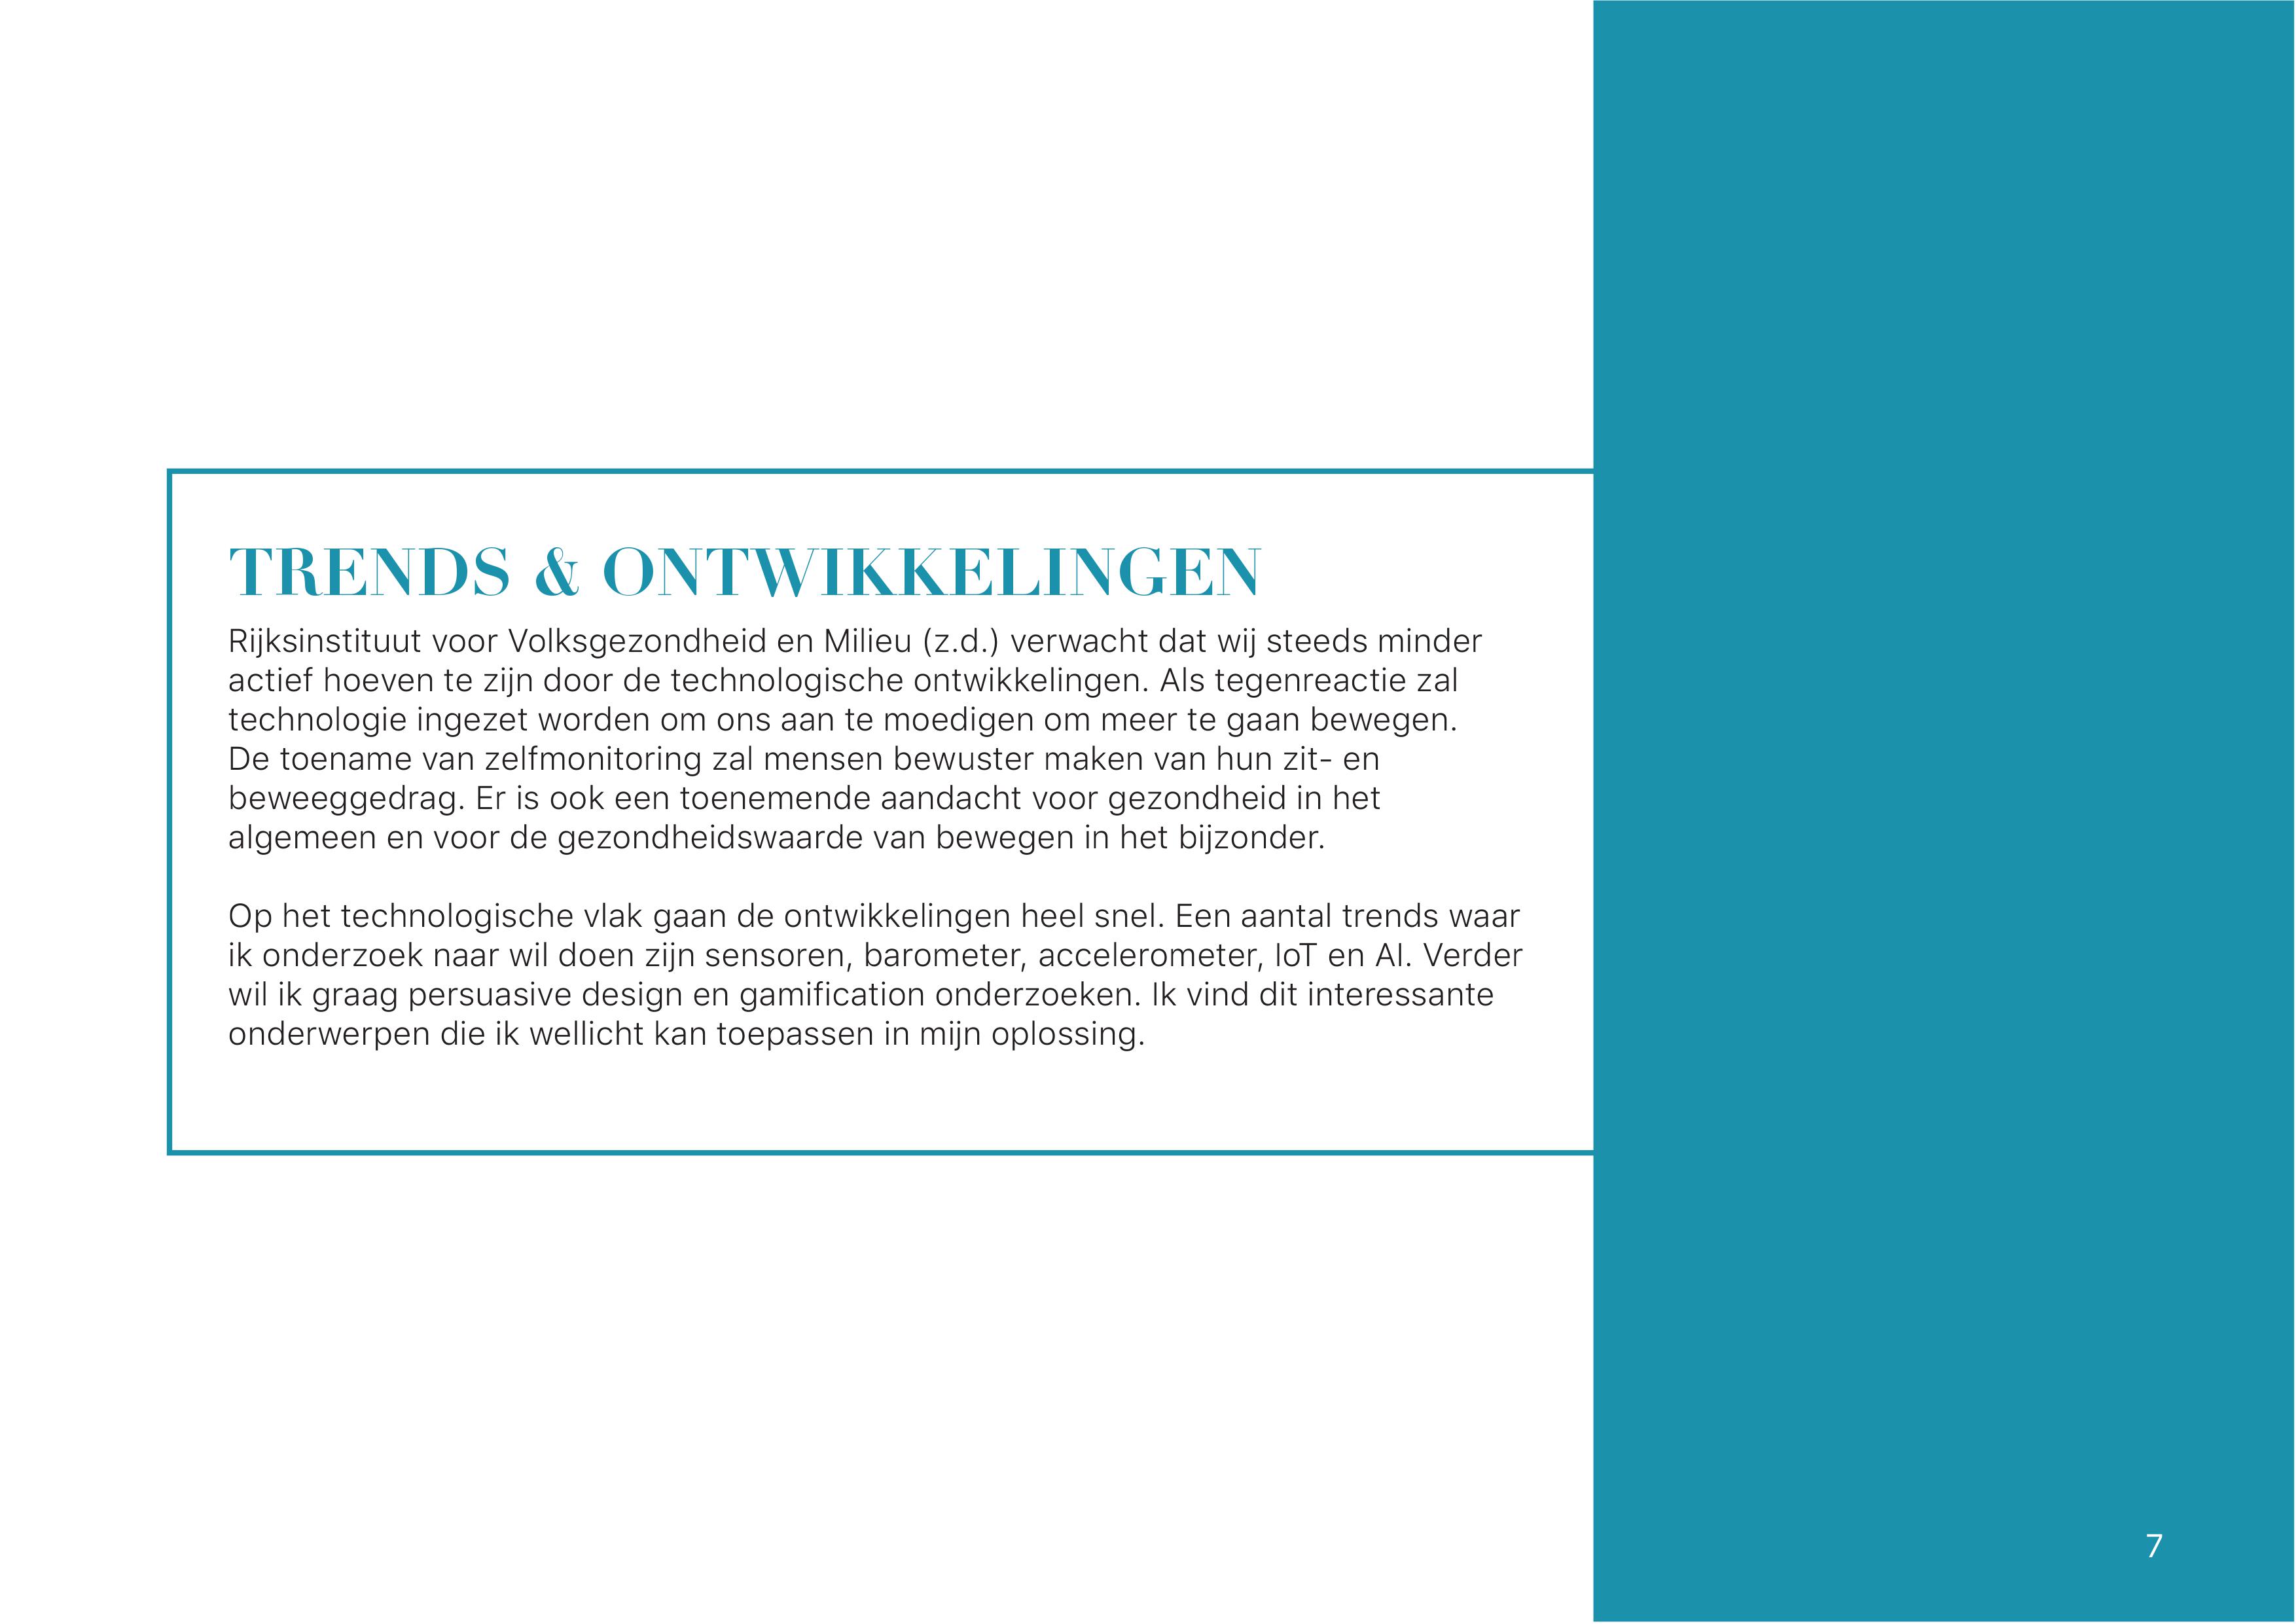 TRENDS & ONTWIKKELINGEN
Rijksinstituut voor Volksgezondheid en Milieu (z.d.) verwacht dat wij steeds minder
actief hoeven te zijn door de technologische ontwikkelingen. Als tegenreactie zal
technologie ingezet worden om ons aan te moedigen om meer te gaan bewegen.
De toename van zelfmonitoring zal mensen bewuster maken van hun zit- en
beweeggedrag. Er is ook een toenemende aandacht voor gezondheid in het
algemeen en voor de gezondheidswaarde van bewegen in het bijzonder.

Op het technologische vlak gaan de ontwikkelingen heel snel. Een aantal trends waar
ik onderzoek naar wil doen zijn sensoren, barometer, accelerometer, IoT en AI. Verder
wil ik graag persuasive design en gamification onderzoeken. Ik vind dit interessante
onderwerpen die ik wellicht kan toepassen in mijn oplossing.
7